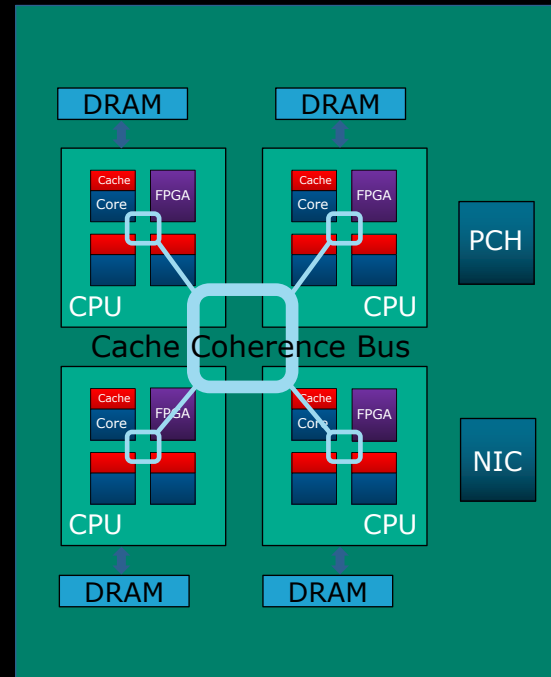 DRAM
DRAM
Cache
Core
FPGA
CPU
Cache
Core
FPGA
CPU
PCH
Cache Coherence Bus
Cache
Core
FPGA
CPU
Cache
Core
FPGA
CPU
NIC
DRAM
DRAM